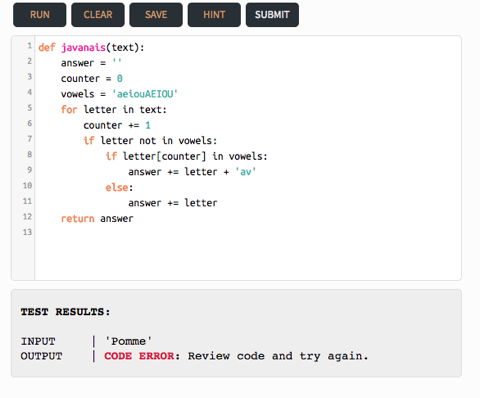 RUN CLEAR SAVE HINT SUBMIT
1 def javanais(text):
2     answer = ''
3     counter = 0
4     vowels = 'aeiouAEIOU'
5     for letter in text:
6         counter += 1
7         if letter not in vowels:
8             if letter[counter] in vowels:
9                 answer += letter + 'av'
10             else:
11                 answer += letter
12     return answer
13
TEST RESULTS:
INPUT | 'Pomme'
OUTPUT | CODE ERROR: Review code and try again.